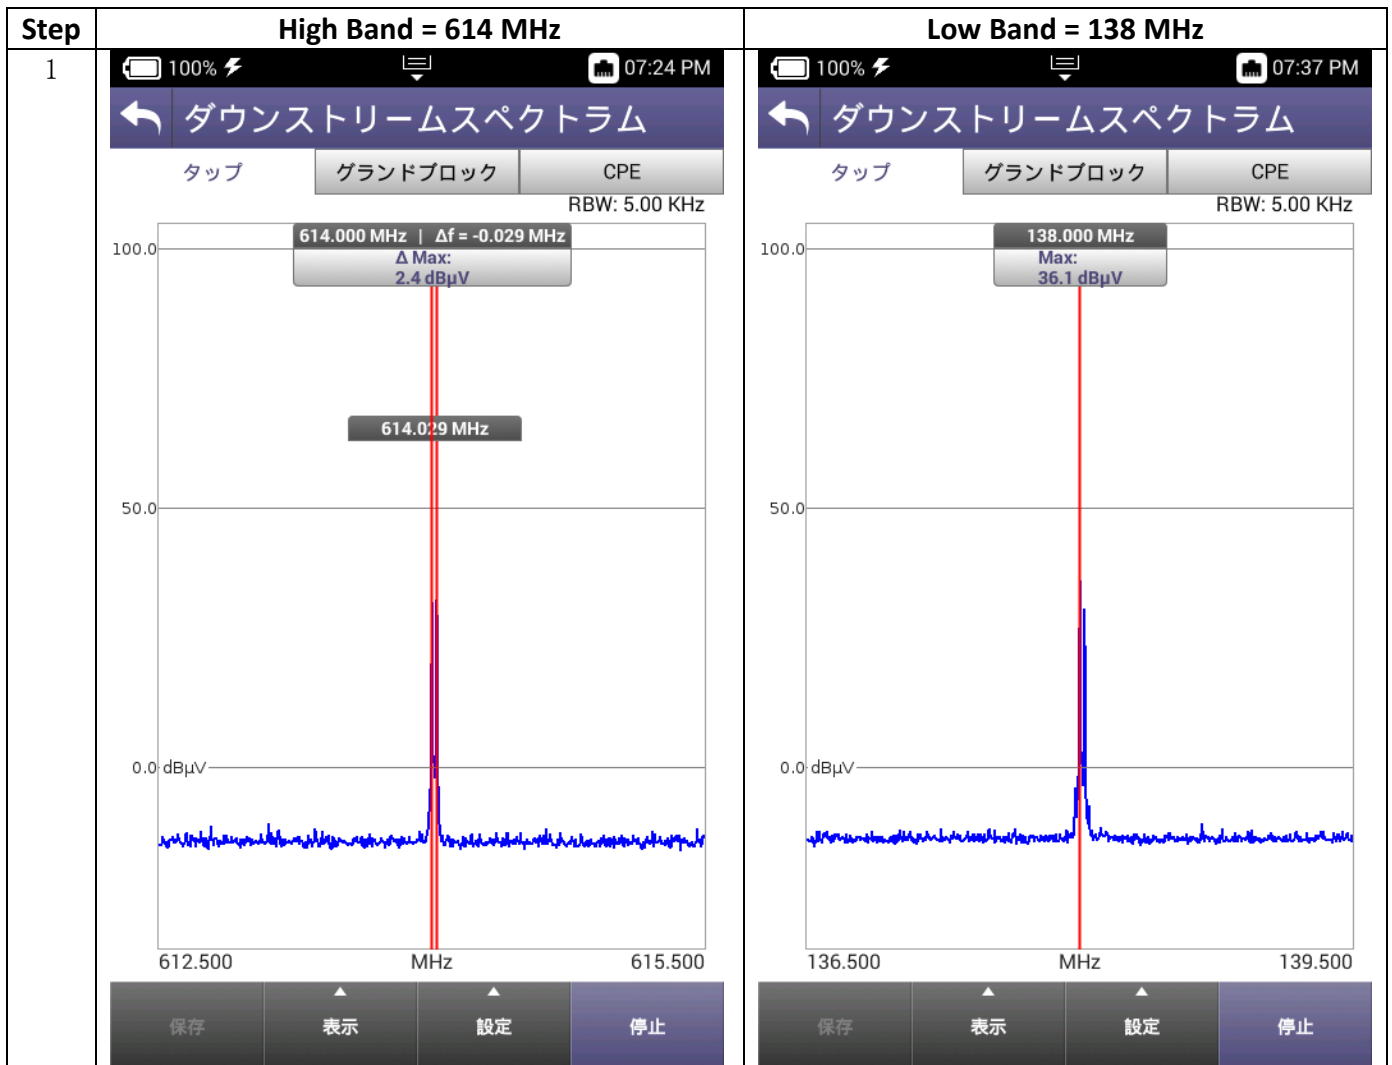 Step High Band = 614 MHz Low Band = 138 MHz
1
100% 07:24 PM
ダウンストリームスペクトラム
タップ グランドブロック CPE
RBW: 5.00 KHz
614.000 MHz | Δf = -0.029 MHz
100.0
Δ Max:
2.4 dBµV
614.029 MHz
50.0
0.0 dBµV
612.500 MHz 615.500
保存 表示 設定 停止
100% 07:37 PM
ダウンストリームスペクトラム
タップ グランドブロック CPE
RBW: 5.00 KHz
138.000 MHz
100.0
Max:
36.1 dBµV
50.0
0.0 dBµV
136.500 MHz 139.500
保存 表示 設定 停止